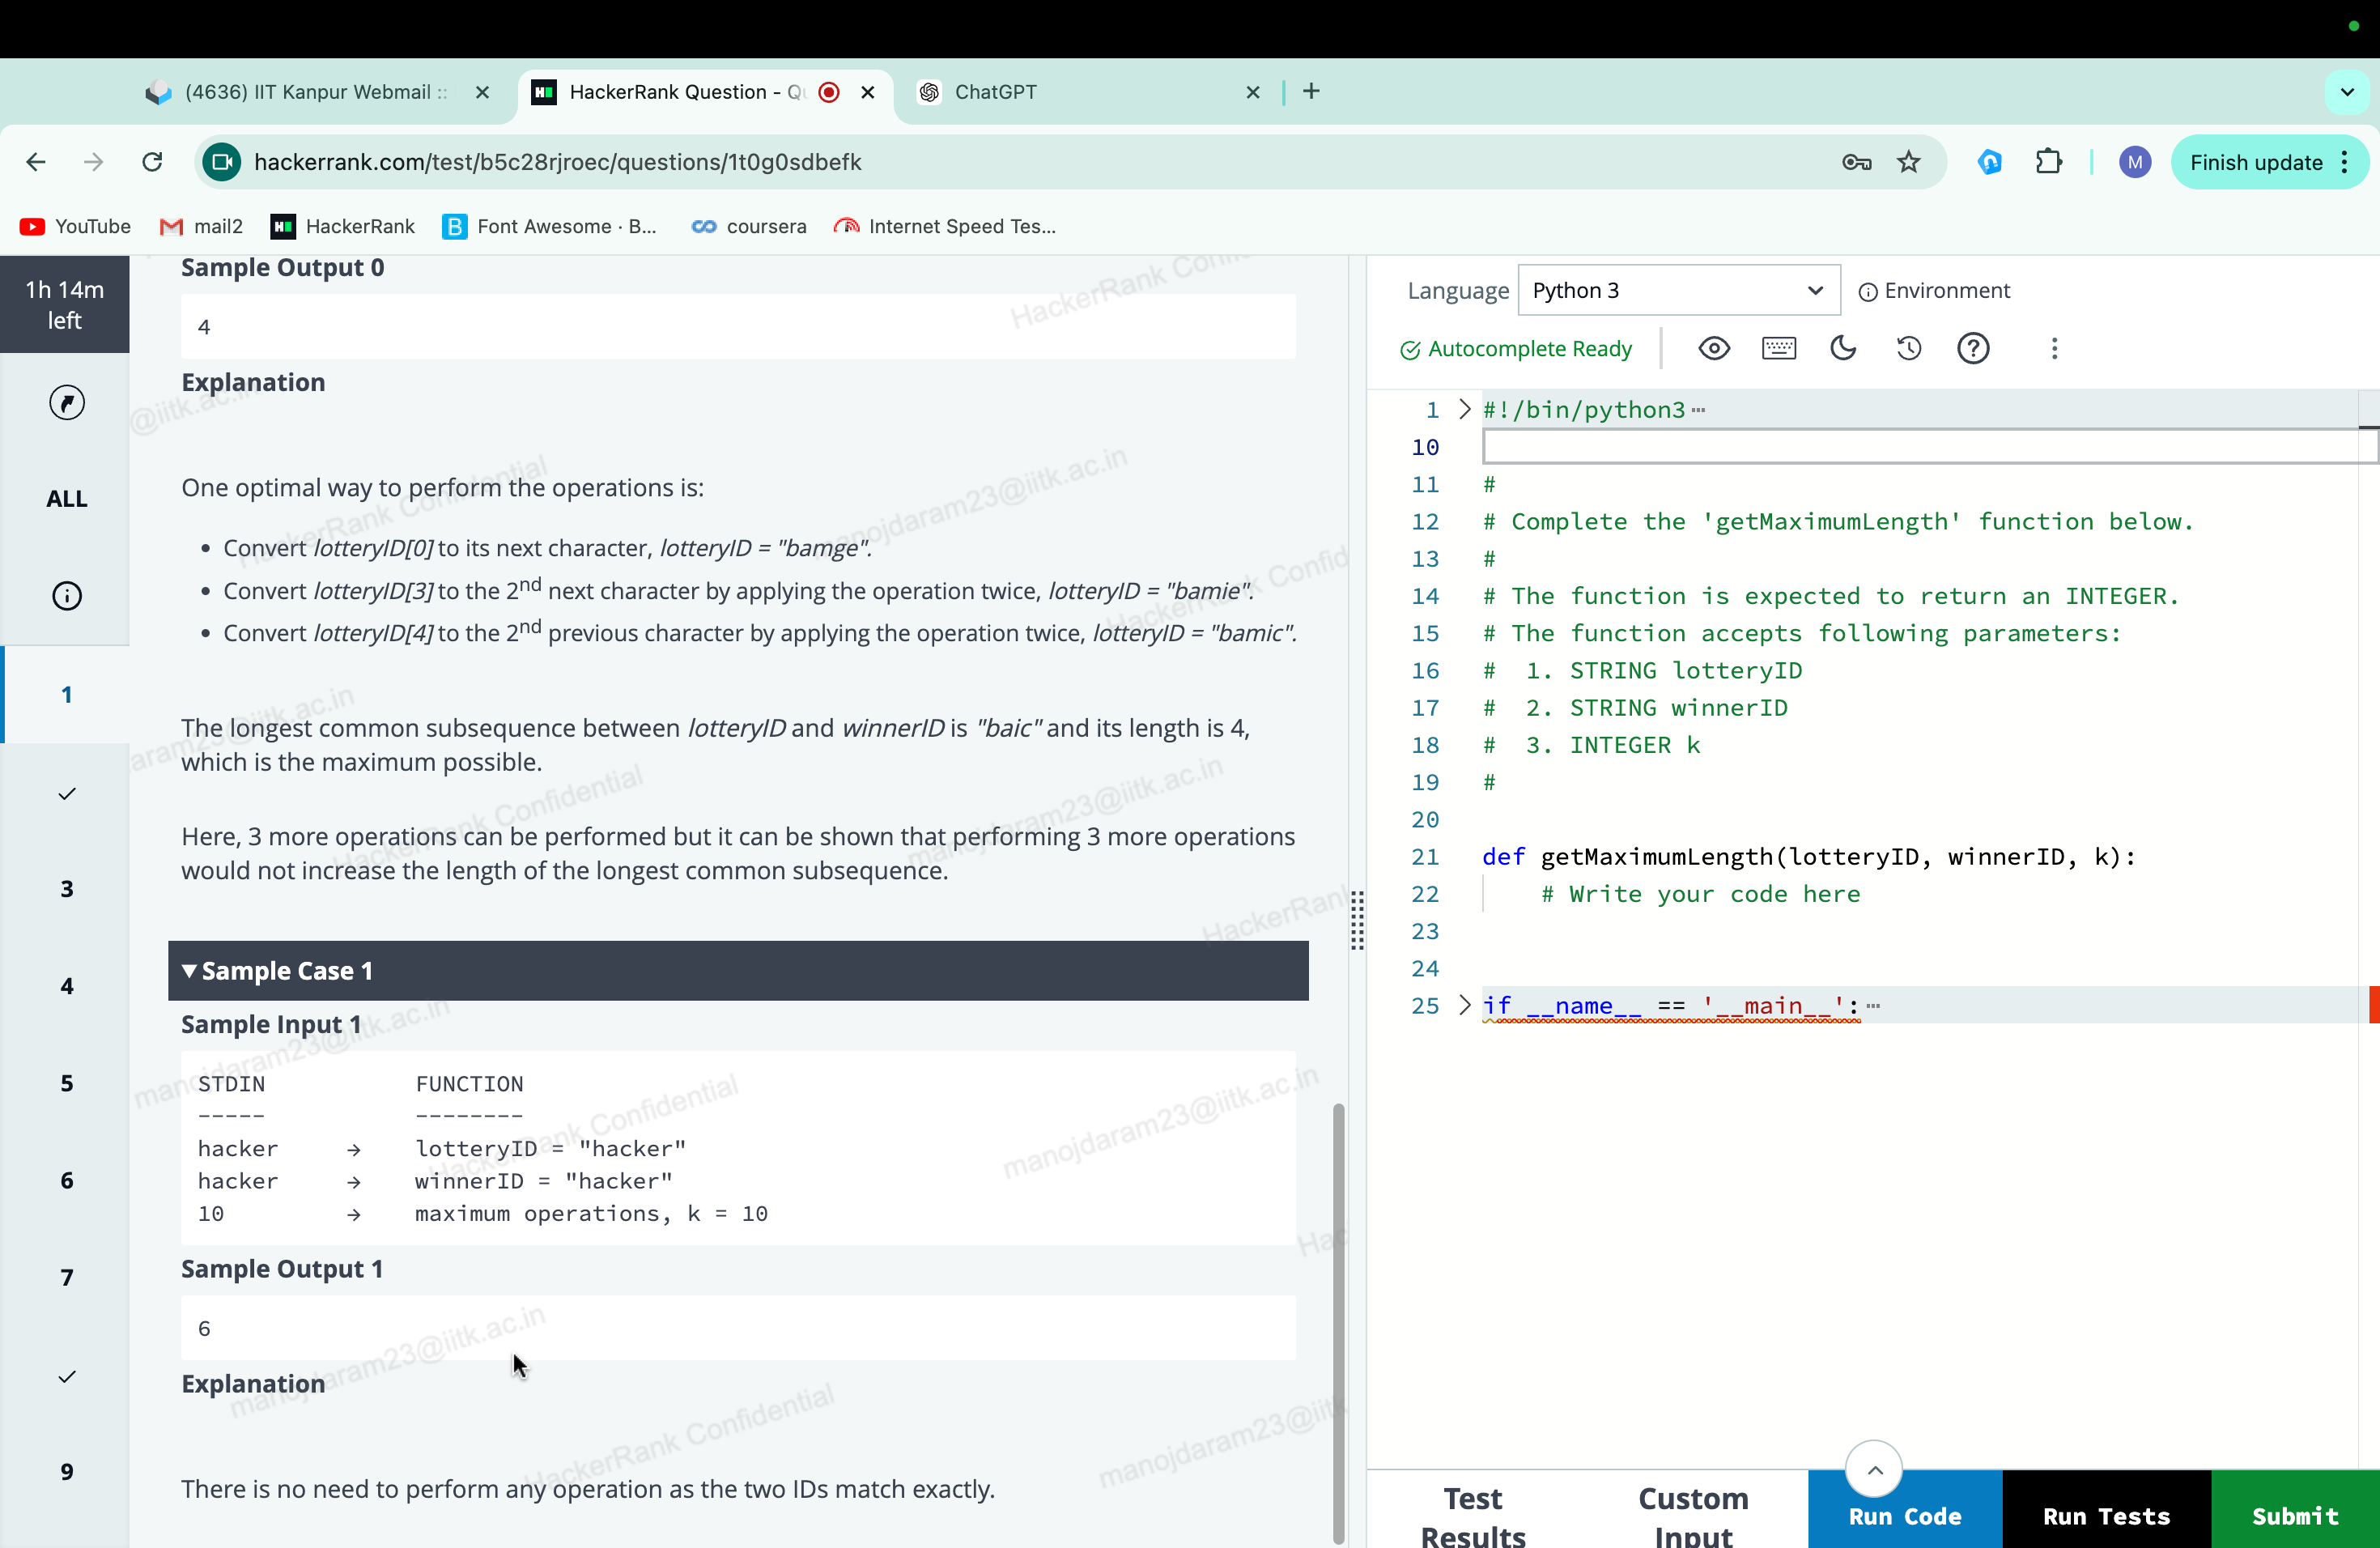 (4636) IIT Kanpur Webmail ::
HackerRank Question - Qu
ChatGPT
hackerrank.com/test/b5c28rjroec/questions/1t0g0sdbefk
M
Finish update
YouTube
mail2
HackerRank
Font Awesome · B...
coursera
Internet Speed Tes...
1h 14m
left
ALL
1
3
4
5
6
7
9
Sample Output 0
4
Explanation
One optimal way to perform the operations is:
• Convert lotteryID[0] to its next character, lotteryID = "bamge".
• Convert lotteryID[3] to the 2nd next character by applying the operation twice, lotteryID = "bamie".
• Convert lotteryID[4] to the 2nd previous character by applying the operation twice, lotteryID = "bamic".
The longest common subsequence between lotteryID and winnerID is "baic" and its length is 4,
which is the maximum possible.
Here, 3 more operations can be performed but it can be shown that performing 3 more operations
would not increase the length of the longest common subsequence.
▼ Sample Case 1
Sample Input 1
STDIN FUNCTION
----- --------
hacker → lotteryID = "hacker"
hacker → winnerID = "hacker"
10 → maximum operations, k = 10
Sample Output 1
6
Explanation
There is no need to perform any operation as the two IDs match exactly.
HackerRank Confidential
manojdaram23@iitk.ac.in
Language
Python 3
Environment
Autocomplete Ready
1 #!/bin/python3 ...
10
11 #
12 # Complete the 'getMaximumLength' function below.
13 #
14 # The function is expected to return an INTEGER.
15 # The function accepts following parameters:
16 #  1. STRING lotteryID
17 #  2. STRING winnerID
18 #  3. INTEGER k
19 #
20
21 def getMaximumLength(lotteryID, winnerID, k):
22     # Write your code here
23
24
25 if __name__ == '__main__': ...
Test
Results
Custom
Input
Run Code
Run Tests
Submit